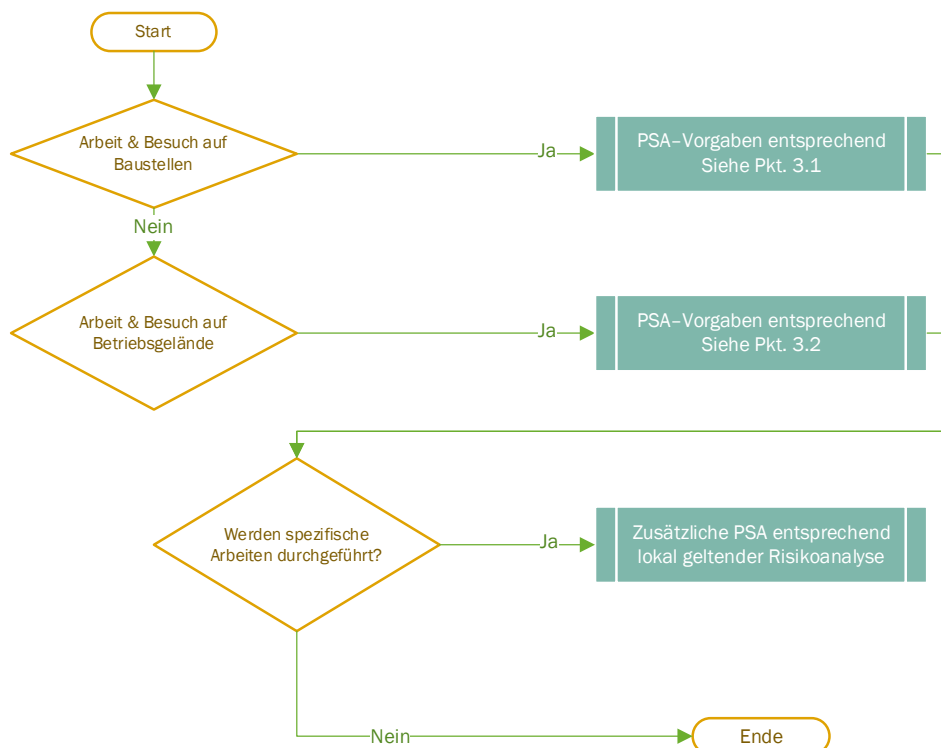 Start
Arbeit & Besuch auf
Baustellen
Ja
PSA–Vorgaben entsprechend
Siehe Pkt. 3.1
Nein
Arbeit & Besuch auf
Betriebsgelände
Ja
PSA–Vorgaben entsprechend
Siehe Pkt. 3.2
Werden spezifische
Arbeiten durchgeführt?
Ja
Zusätzliche PSA entsprechend
lokal geltender Risikoanalyse
Nein
Ende